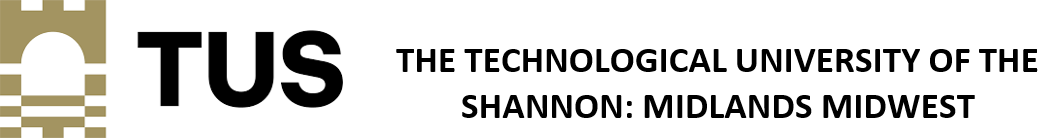 TUS
THE TECHNOLOGICAL UNIVERSITY OF THE
SHANNON: MIDLANDS MIDWEST